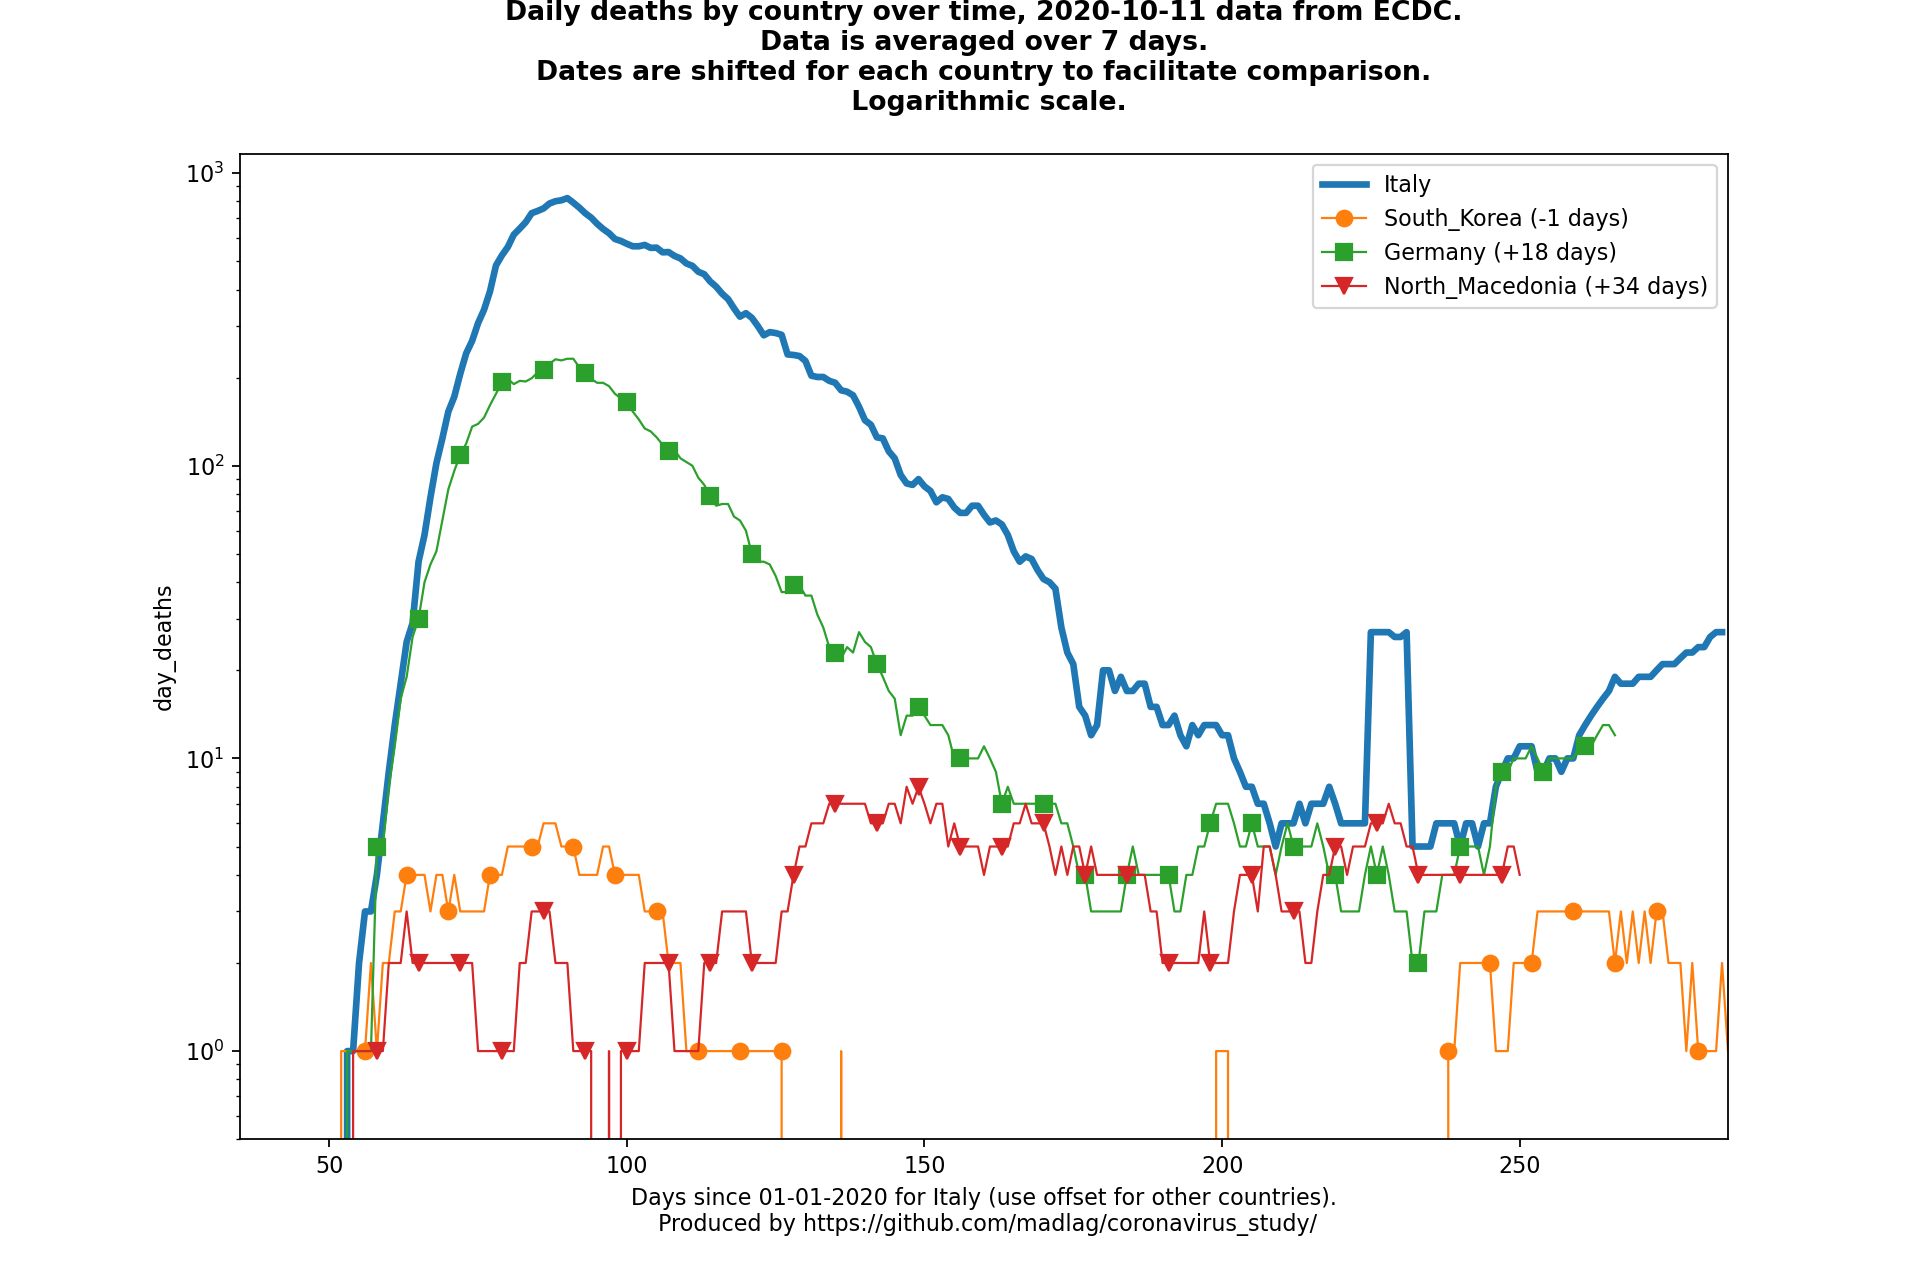 Daily deaths by country over time, 2020-10-11 data from ECDC.
Data is averaged over 7 days.
Dates are shifted for each country to facilitate comparison.
Logarithmic scale.
10³
10²
10¹
10⁰
day_deaths
Italy
South_Korea (-1 days)
Germany (+18 days)
North_Macedonia (+34 days)
50 100 150 200 250
Days since 01-01-2020 for Italy (use offset for other countries).
Produced by https://github.com/madlag/coronavirus_study/